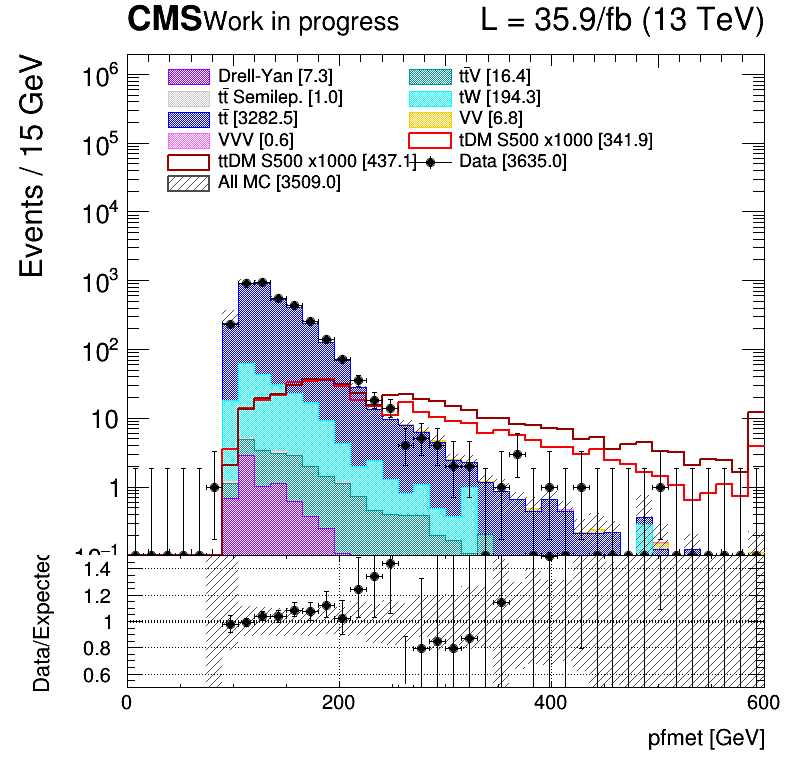 CMS Work in progress L = 35.9/fb (13 TeV)
Events / 15 GeV
Drell-Yan [7.3] tt̄V [16.4]
tt̄ Semilep. [1.0] tW [194.3]
tt̄ [3282.5] VV [6.8]
VVV [0.6] tDM S500 x1000 [341.9]
ttDM S500 x1000 [437.1] Data [3635.0]
All MC [3509.0]
10⁶
10⁵
10⁴
10³
10²
10
1
10⁻¹
Data/Expected
1.4
1.2
1
0.8
0.6
0 200 400 600
pfmet [GeV]